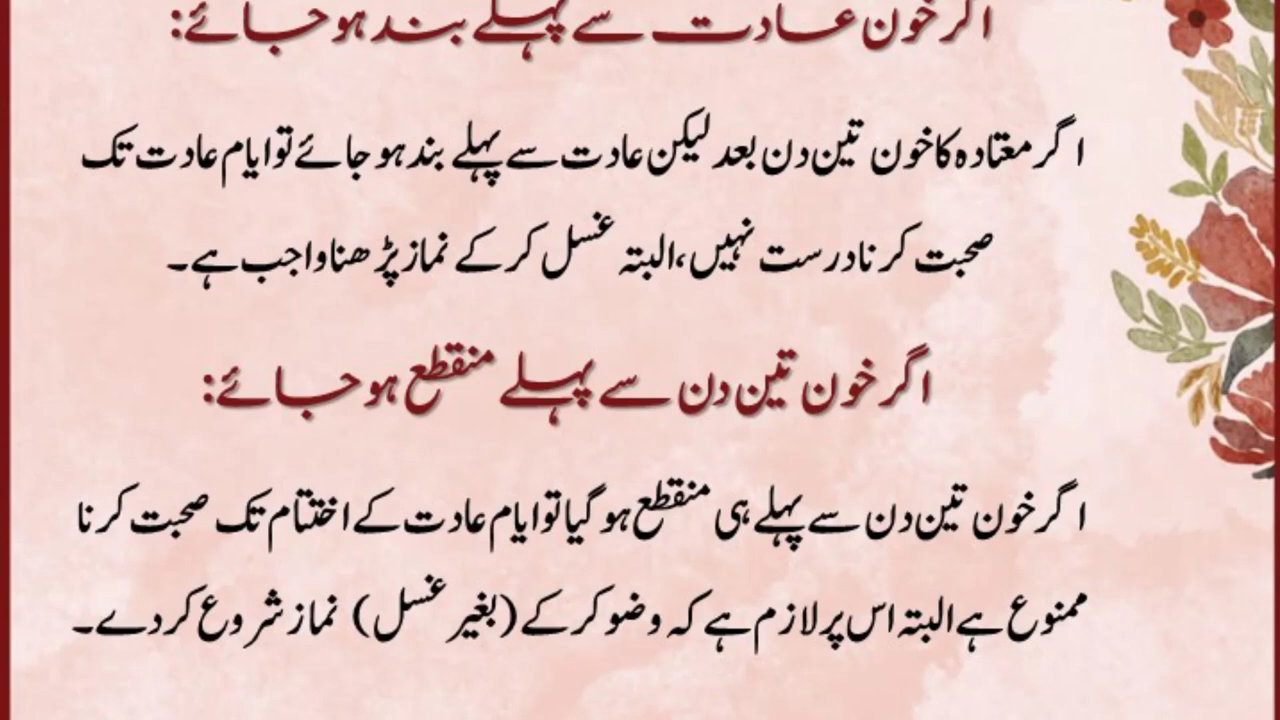 اگر خون عادت سے پہلے بند ہو جائے:
اگر معتادہ کا خون تین دن بعد لیکن عادت سے پہلے بند ہو جائے تو ایام عادت تک
صحبت کرنا درست نہیں، البتہ غسل کر کے نماز پڑھنا واجب ہے۔
اگر خون تین دن سے پہلے منقطع ہو جائے:
اگر خون تین دن سے پہلے ہی منقطع ہو گیا تو ایام عادت کے اختتام تک صحبت کرنا
ممنوع ہے البتہ اس پر لازم ہے کہ وضو کر کے (بغیر غسل) نماز شروع کر دے۔